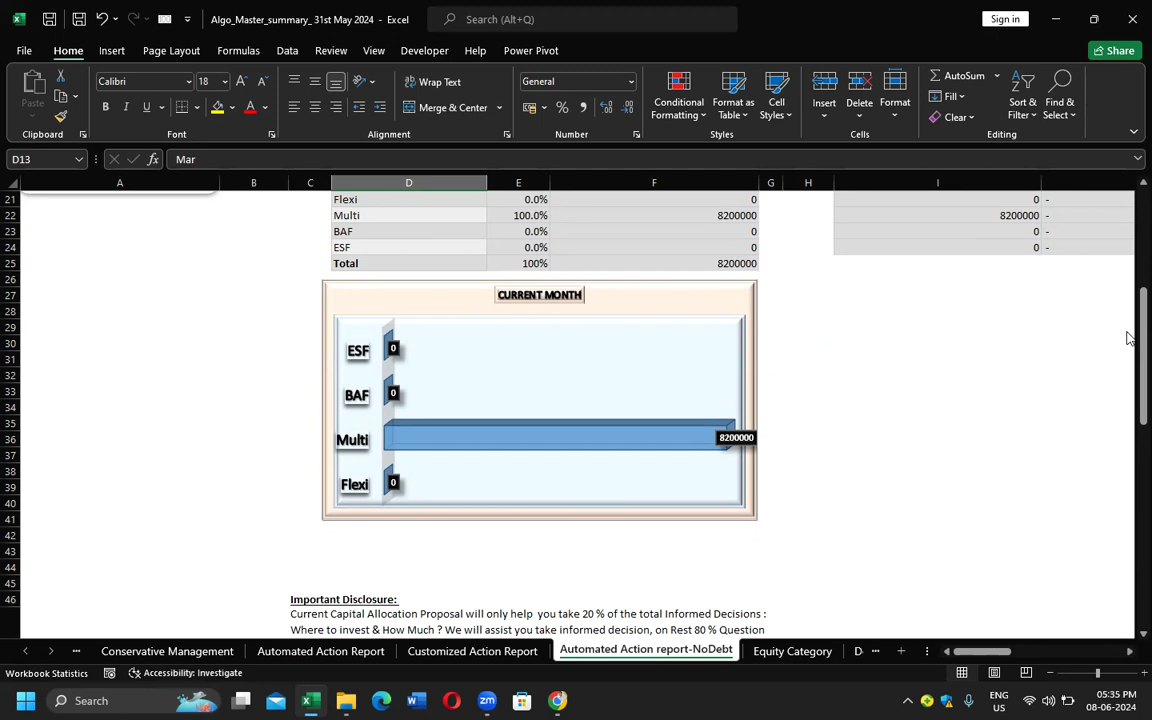 Algo_Master_summary_ 31st May 2024 - Excel
Search (Alt+Q)
Sign in
File Home Insert Page Layout Formulas Data Review View Developer Help Power Pivot
Share
Paste
Calibri 18
Wrap Text
General
Merge & Center
Conditional Formatting
Format as Table
Cell Styles
Insert Delete Format
AutoSum
Fill
Clear
Sort & Filter
Find & Select
Clipboard Font Alignment Number Styles Cells Editing
D13 fx Mar
A B C D E F G H I
21 Flexi 0.0% 0 0
22 Multi 100.0% 8200000 8200000 -
23 BAF 0.0% 0 0 -
24 ESF 0.0% 0 0 -
25 Total 100% 8200000
26
27
28
29
30
31
32
33
34
35
36
37
38
39
40
41
42
43
44
45
46
CURRENT MONTH
ESF 0
BAF 0
Multi 8200000
Flexi 0
Important Disclosure:
Current Capital Allocation Proposal will only help you take 20 % of the total Informed Decisions :
Where to invest & How Much ? We will assist you take informed decision, on Rest 80 % Question
Conservative Management Automated Action Report Customized Action Report Automated Action report-NoDebt Equity Category D
Workbook Statistics Accessibility: Investigate
100%
Search
ENG
US
05:35 PM
08-06-2024